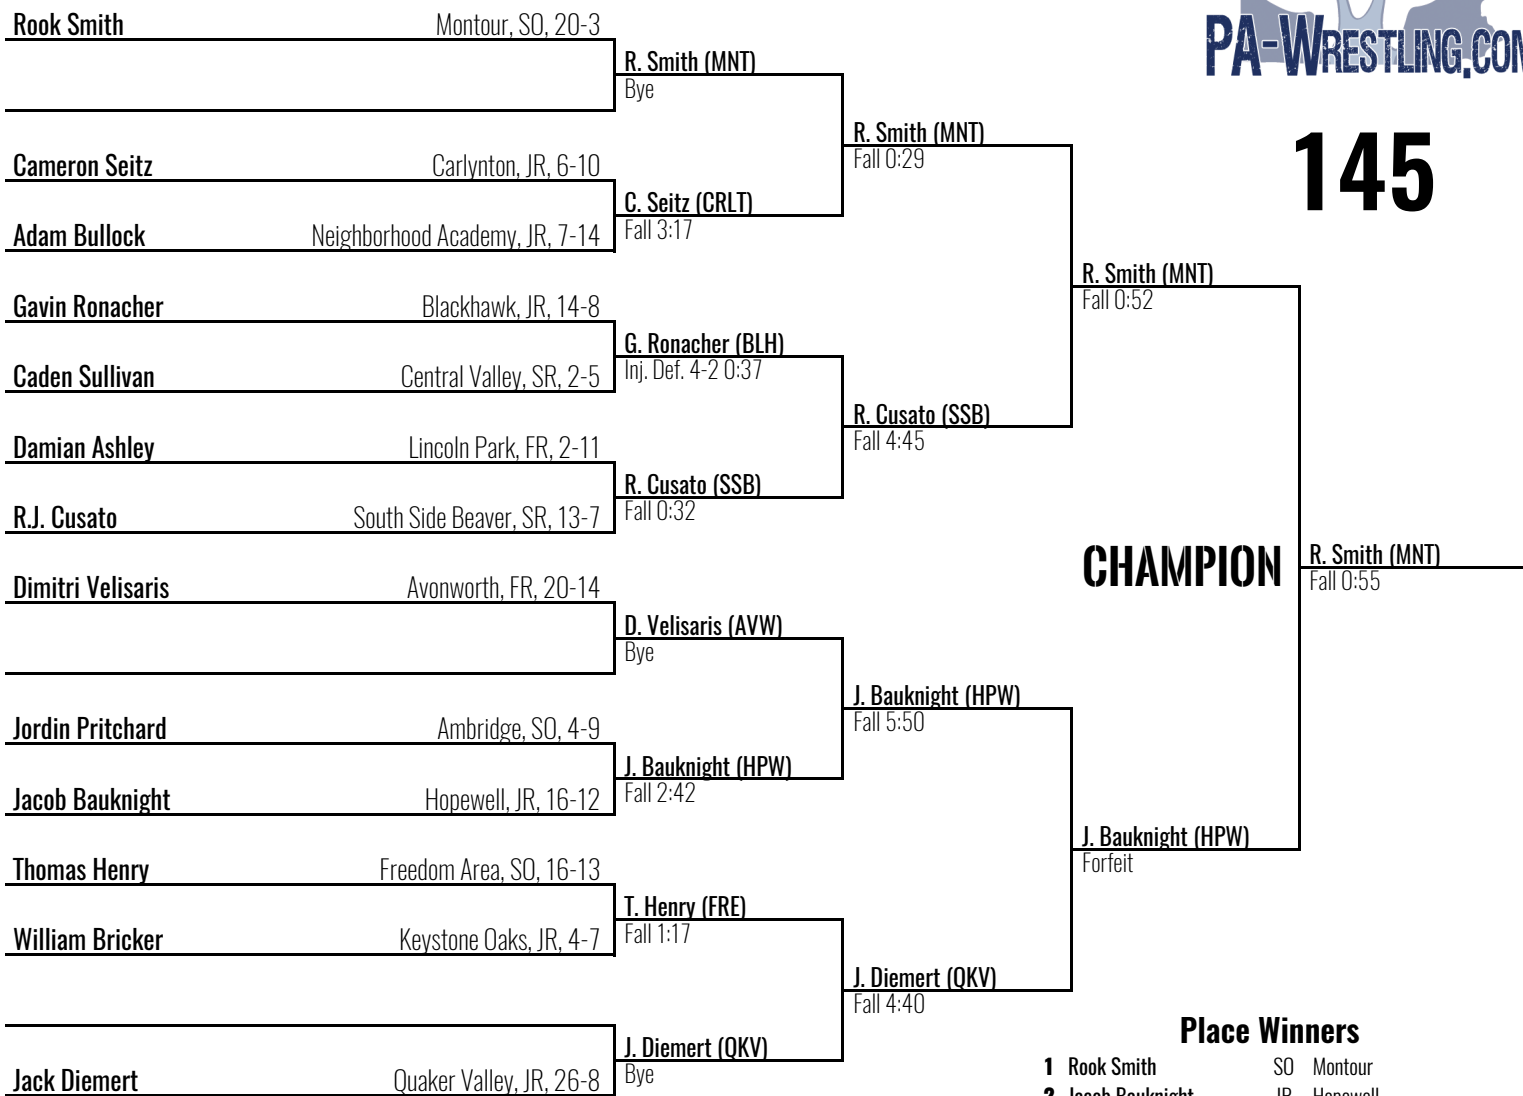 Rook Smith Montour, SO, 20-3
R. Smith (MNT)
Bye
PA-WRESTLING.COM
Cameron Seitz Carlynton, JR, 6-10
R. Smith (MNT)
Fall 0:29
145
C. Seitz (CRLT)
Fall 3:17
Adam Bullock Neighborhood Academy, JR, 7-14
R. Smith (MNT)
Fall 0:52
Gavin Ronacher Blackhawk, JR, 14-8
G. Ronacher (BLH)
Inj. Def. 4-2 0:37
Caden Sullivan Central Valley, SR, 2-5
R. Cusato (SSB)
Fall 4:45
Damian Ashley Lincoln Park, FR, 2-11
R. Cusato (SSB)
Fall 0:32
R.J. Cusato South Side Beaver, SR, 13-7
CHAMPION
R. Smith (MNT)
Fall 0:55
Dimitri Velisaris Avonworth, FR, 20-14
D. Velisaris (AVW)
Bye
J. Bauknight (HPW)
Fall 5:50
Jordin Pritchard Ambridge, SO, 4-9
J. Bauknight (HPW)
Fall 2:42
Jacob Bauknight Hopewell, JR, 16-12
J. Bauknight (HPW)
Forfeit
Thomas Henry Freedom Area, SO, 16-13
T. Henry (FRE)
Fall 1:17
William Bricker Keystone Oaks, JR, 4-7
J. Diemert (QKV)
Fall 4:40
J. Diemert (QKV)
Bye
Jack Diemert Quaker Valley, JR, 26-8
Place Winners
1 Rook Smith SO Montour
2 Jacob Bauknight JR Hopewell